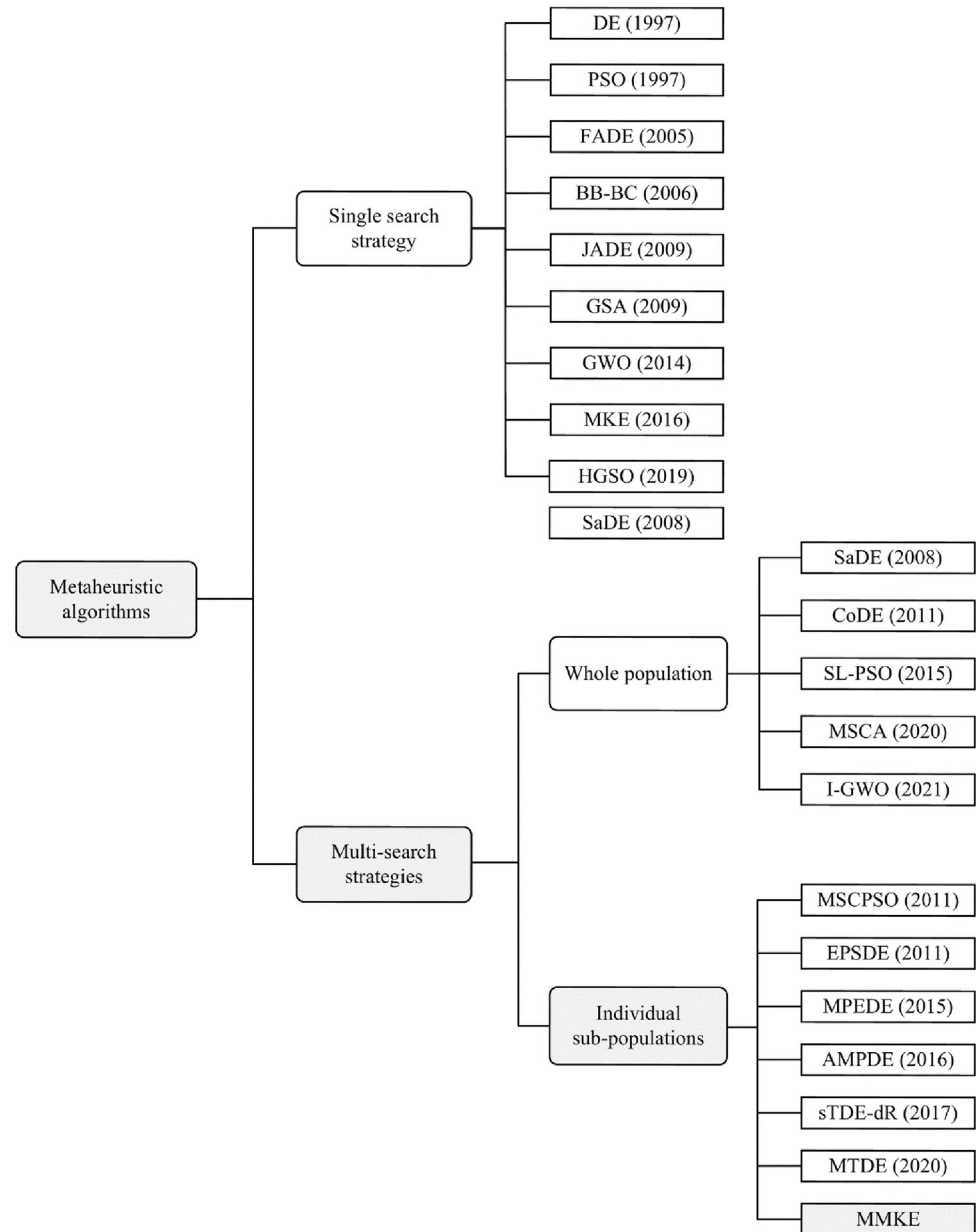 DE (1997)
PSO (1997)
FADE (2005)
BB-BC (2006)
Single search
strategy
JADE (2009)
GSA (2009)
GWO (2014)
MKE (2016)
HGSO (2019)
SaDE (2008)
Metaheuristic
algorithms
SaDE (2008)
CoDE (2011)
Whole population
SL-PSO (2015)
MSCA (2020)
I-GWO (2021)
Multi-search
strategies
MSCPSO (2011)
EPSDE (2011)
MPEDE (2015)
Individual
sub-populations
AMPDE (2016)
sTDE-dR (2017)
MTDE (2020)
MMKE